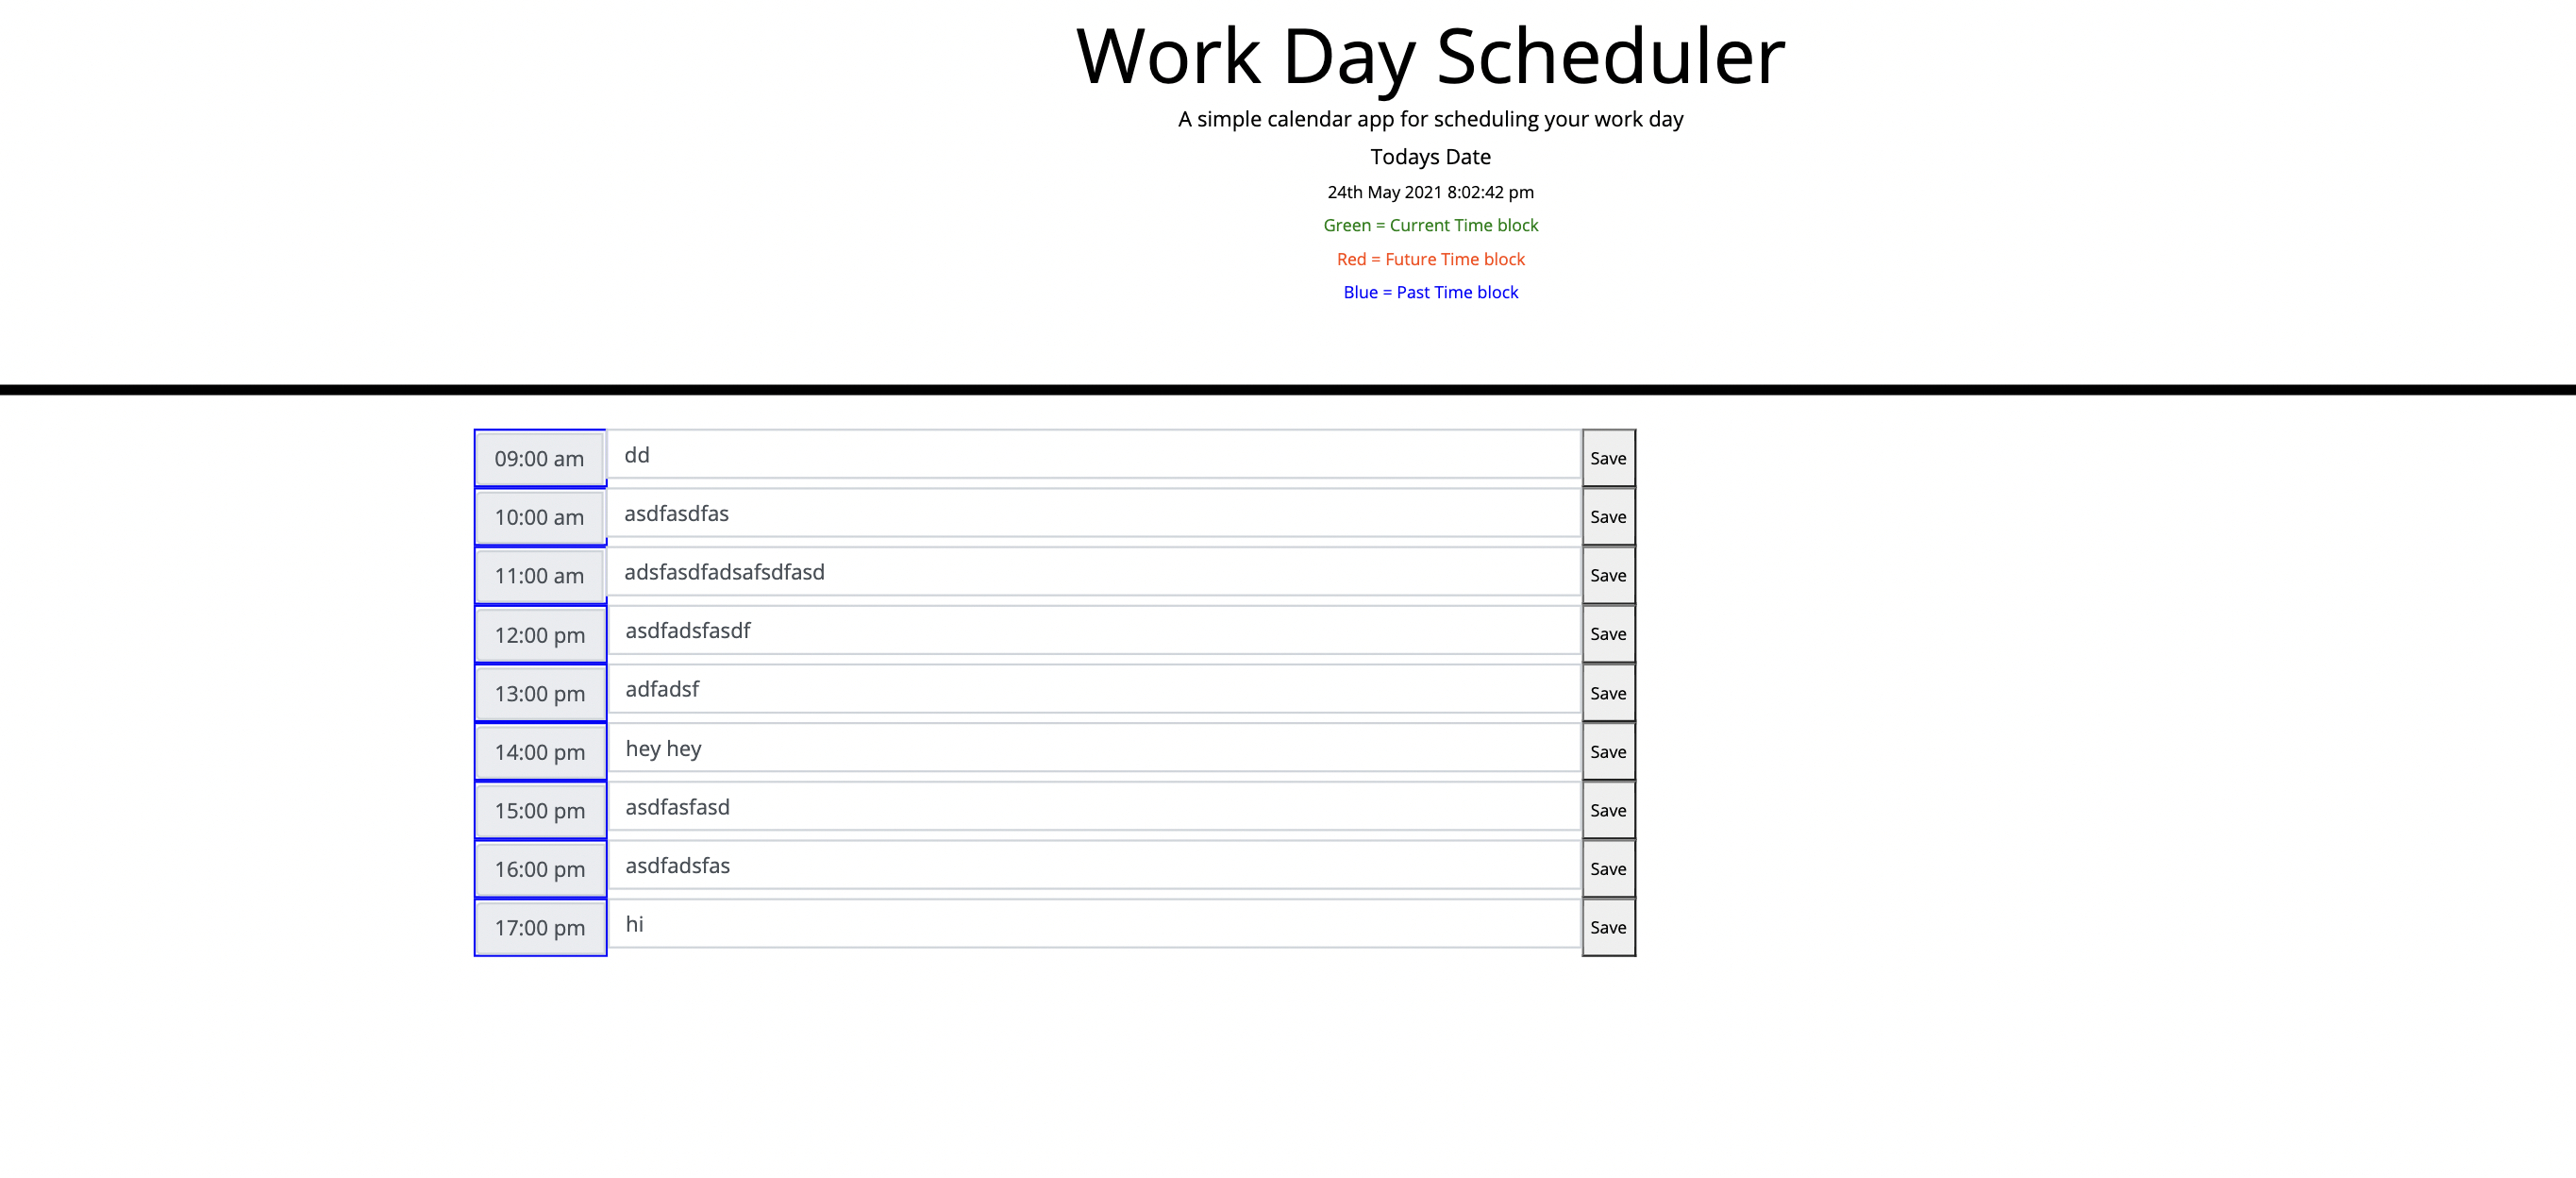 Work Day Scheduler
A simple calendar app for scheduling your work day
Todays Date
24th May 2021 8:02:42 pm
Green = Current Time block
Red = Future Time block
Blue = Past Time block
09:00 am dd Save
10:00 am asdfasdfas Save
11:00 am adsfasdfadsafsdfasd Save
12:00 pm asdfadsfasdf Save
13:00 pm adfadsf Save
14:00 pm hey hey Save
15:00 pm asdfasfasd Save
16:00 pm asdfadsfas Save
17:00 pm hi Save